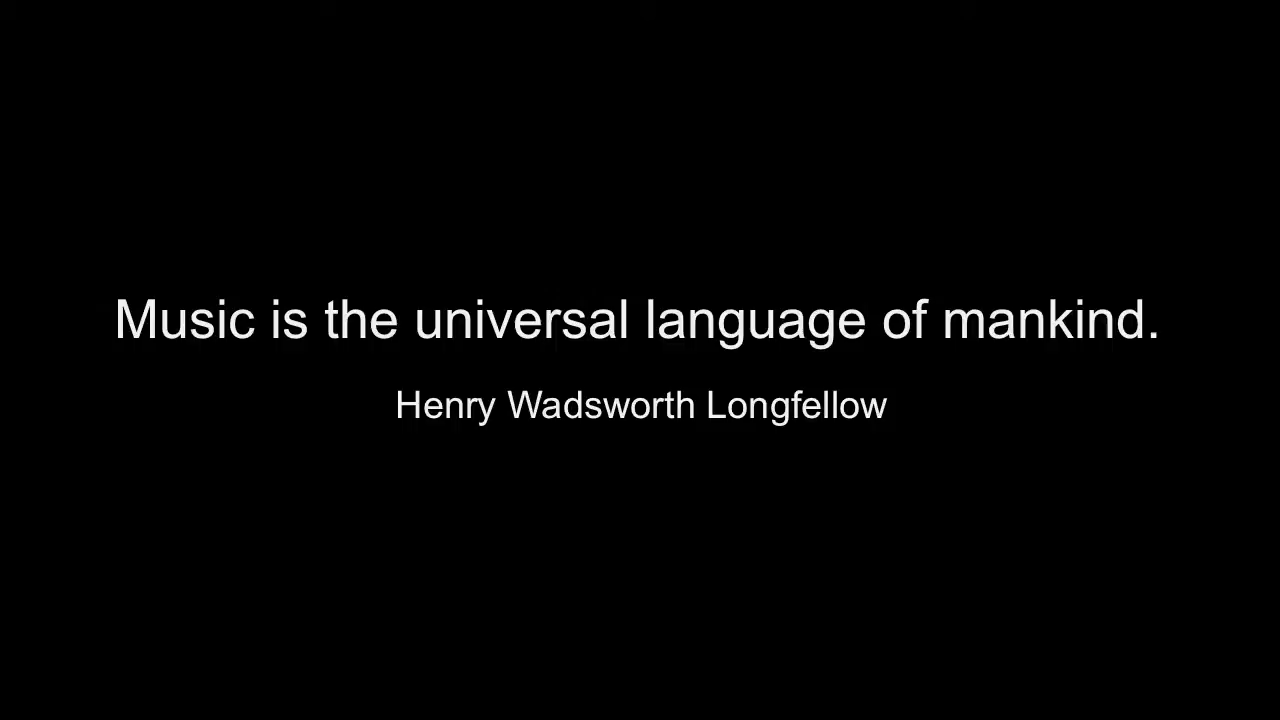 Music is the universal language of mankind.
Henry Wadsworth Longfellow